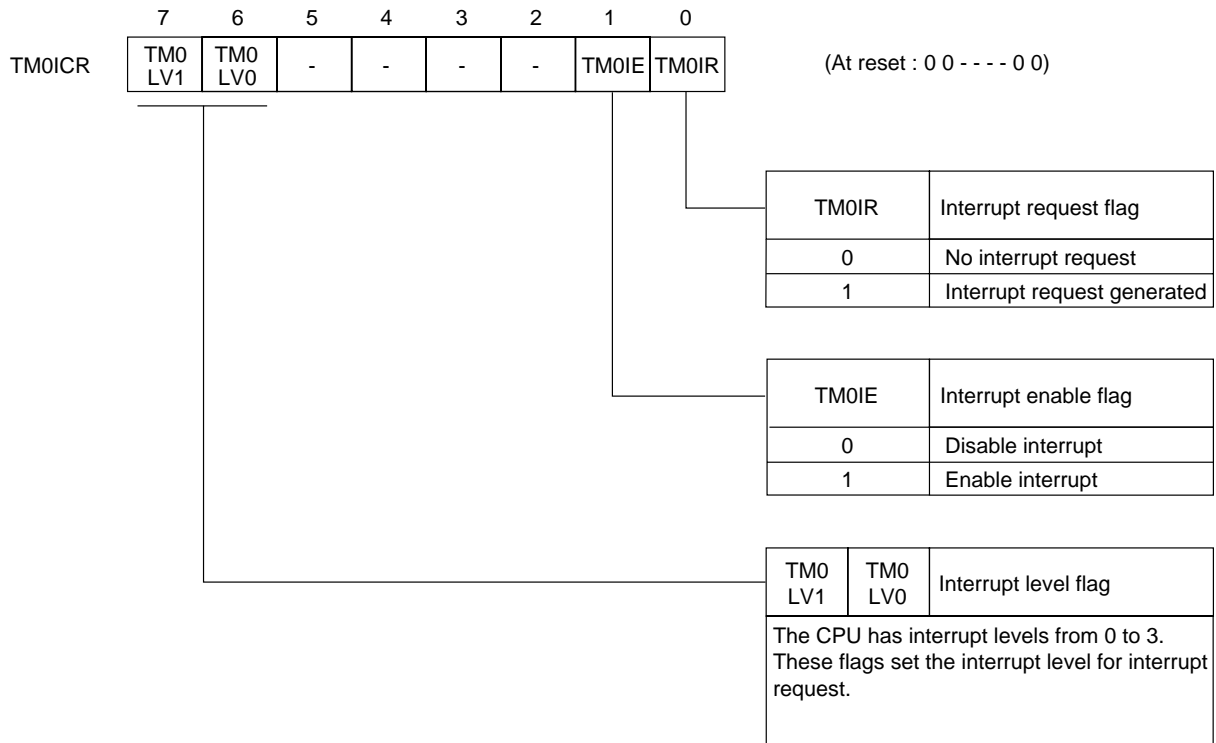 7 6 5 4 3 2 1 0
TM0ICR TM0 LV1 TM0 LV0 - - - - TM0IE TM0IR (At reset : 0 0 - - - - 0 0)
TM0IR Interrupt request flag
0 No interrupt request
1 Interrupt request generated
TM0IE Interrupt enable flag
0 Disable interrupt
1 Enable interrupt
TM0 LV1 TM0 LV0 Interrupt level flag
The CPU has interrupt levels from 0 to 3.
These flags set the interrupt level for interrupt
request.